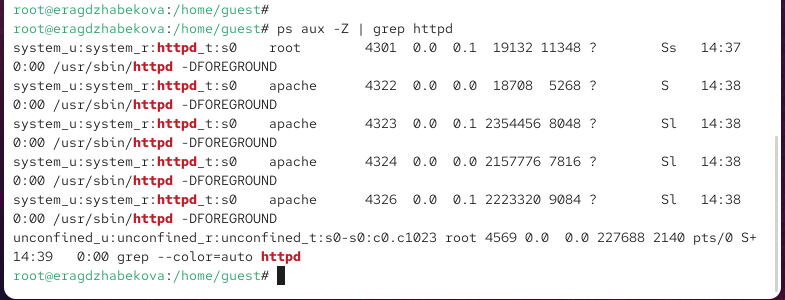 root@eragdzhabekova:/home/guest#
root@eragdzhabekova:/home/guest# ps aux -Z | grep httpd
system_u:system_r:httpd_t:s0    root        4301  0.0  0.1  19132 11348 ?        Ss   14:37
0:00 /usr/sbin/httpd -DFOREGROUND
system_u:system_r:httpd_t:s0    apache      4322  0.0  0.0  18708  5268 ?        S    14:38
0:00 /usr/sbin/httpd -DFOREGROUND
system_u:system_r:httpd_t:s0    apache      4323  0.0  0.1 2354456 8048 ?        Sl   14:38
0:00 /usr/sbin/httpd -DFOREGROUND
system_u:system_r:httpd_t:s0    apache      4324  0.0  0.0 2157776 7816 ?        Sl   14:38
0:00 /usr/sbin/httpd -DFOREGROUND
system_u:system_r:httpd_t:s0    apache      4326  0.0  0.1 2223320 9084 ?        Sl   14:38
0:00 /usr/sbin/httpd -DFOREGROUND
unconfined_u:unconfined_r:unconfined_t:s0-s0:c0.c1023 root 4569 0.0  0.0 227688 2140 pts/0 S+
14:39   0:00 grep --color=auto httpd
root@eragdzhabekova:/home/guest#